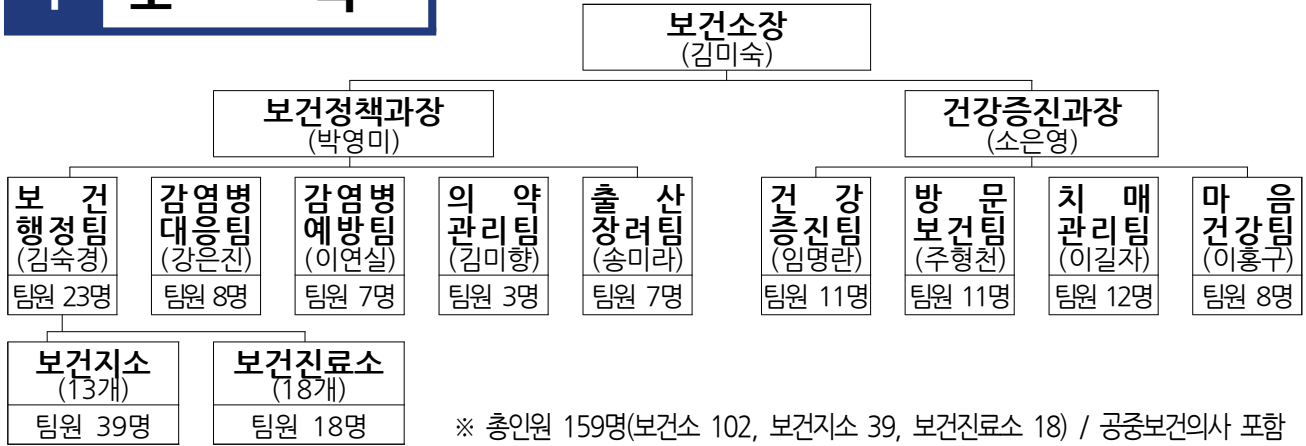 보건소장
(김미숙)
보건정책과장
(박영미)
건강증진과장
(소은영)
보 건
행정팀
(김숙경)
팀원 23명
감염병
대응팀
(강은진)
팀원 8명
감염병
예방팀
(이연실)
팀원 7명
의 약
관리팀
(김미향)
팀원 3명
출 산
장려팀
(송미라)
팀원 7명
건 강
증진팀
(임명란)
팀원 11명
방 문
보건팀
(주형천)
팀원 11명
치 매
관리팀
(이길자)
팀원 12명
마 음
건강팀
(이홍구)
팀원 8명
보건지소
(13개)
팀원 39명
보건진료소
(18개)
팀원 18명
※ 총인원 159명(보건소 102, 보건지소 39, 보건진료소 18) / 공중보건의사 포함